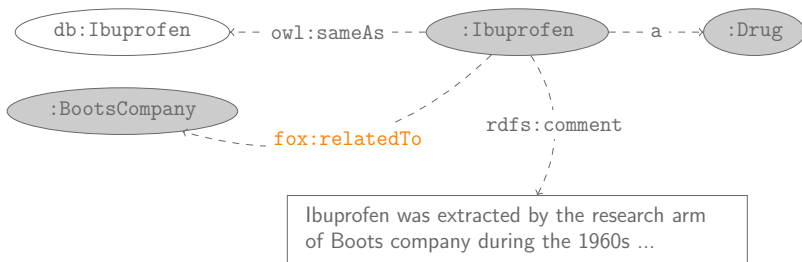 db:Ibuprofen
owl:sameAs
:Ibuprofen
a
:Drug
:BootsCompany
fox:relatedTo
rdfs:comment
Ibuprofen was extracted by the research arm
of Boots company during the 1960s ...